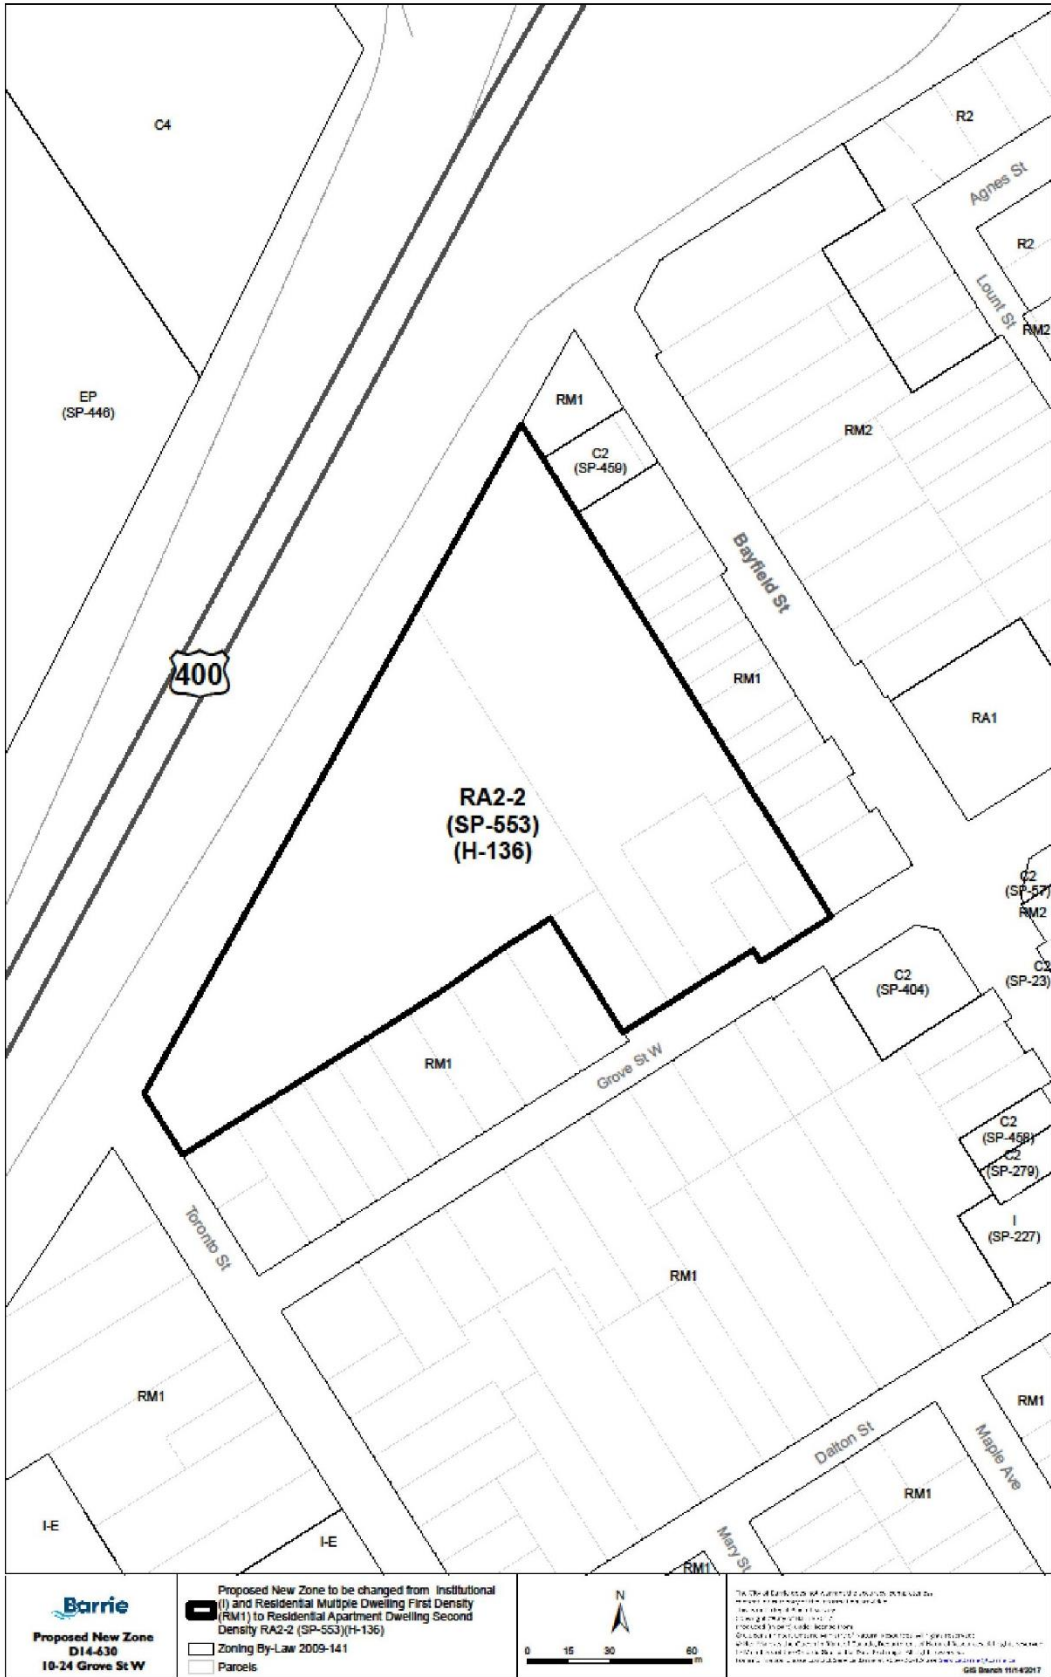 C4
R2
Agnes St
R2
Lount St
RM2
EP
(SP-446)
RM1
C2
(SP-459)
RM2
Bayfield St
400
RM1
RA1
RA2-2
(SP-553)
(H-136)
C2
(SP-57)
RM2
C2
(SP-23)
C2
(SP-404)
RM1
Grove St W
C2
(SP-458)
C2
(SP-279)
I
(SP-227)
Toronto St
RM1
RM1
RM1
Dalton St
Maple Ave
RM1
I-E
I-E
Mary St
RM1
Barrie
Proposed New Zone
D14-630
10-24 Grove St W
Proposed New Zone to be changed from Institutional
(I) and Residential Multiple Dwelling First Density
(RM1) to Residential Apartment Dwelling Second
Density RA2-2 (SP-553)(H-136)
Zoning By-Law 2009-141
Parcels
N
0 15 30 60
m
GIS Branch 11/14/2017